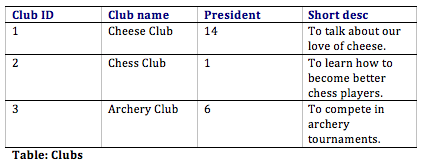 Club ID Club name President Short desc
1 Cheese Club 14 To talk about our
love of cheese.
2 Chess Club 1 To learn how to
become better
chess players.
3 Archery Club 6 To compete in
archery
tournaments.
Table: Clubs